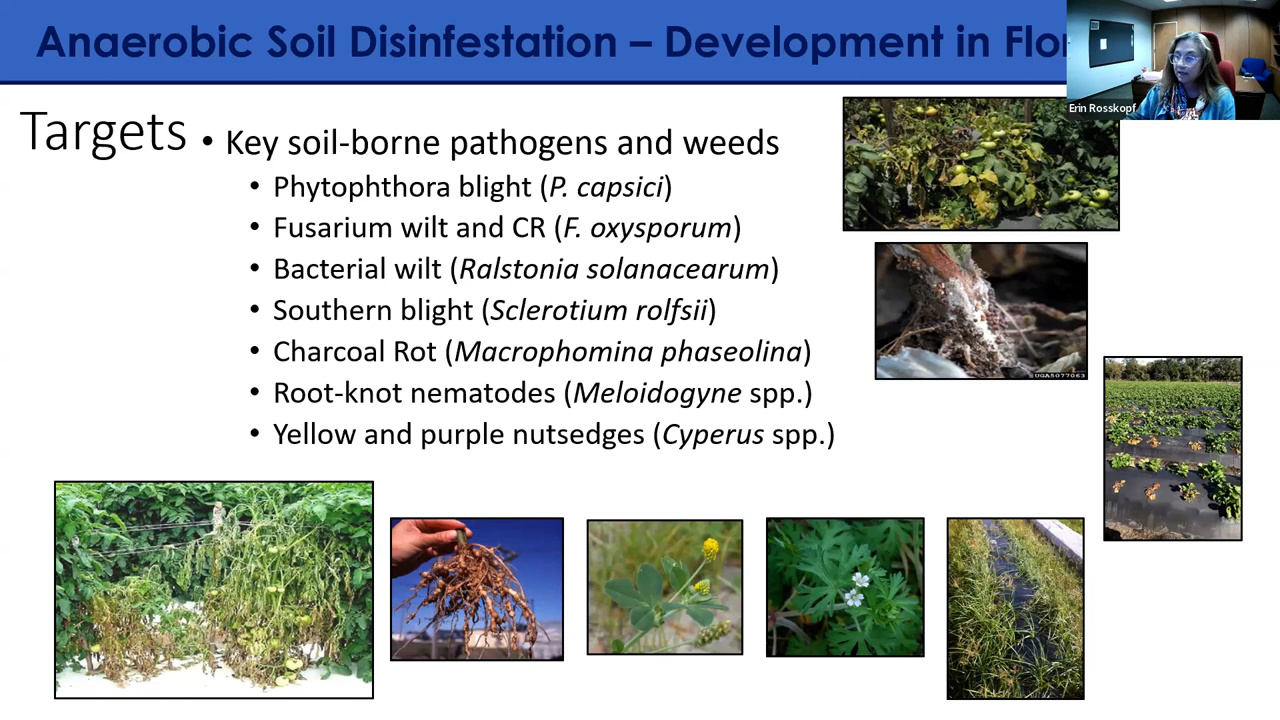 Anaerobic Soil Disinfestation – Development in Flo
Erin Rosskopf
Targets
• Key soil-borne pathogens and weeds
• Phytophthora blight (P. capsici)
• Fusarium wilt and CR (F. oxysporum)
• Bacterial wilt (Ralstonia solanacearum)
• Southern blight (Sclerotium rolfsii)
• Charcoal Rot (Macrophomina phaseolina)
• Root-knot nematodes (Meloidogyne spp.)
• Yellow and purple nutsedges (Cyperus spp.)
UGA5077063